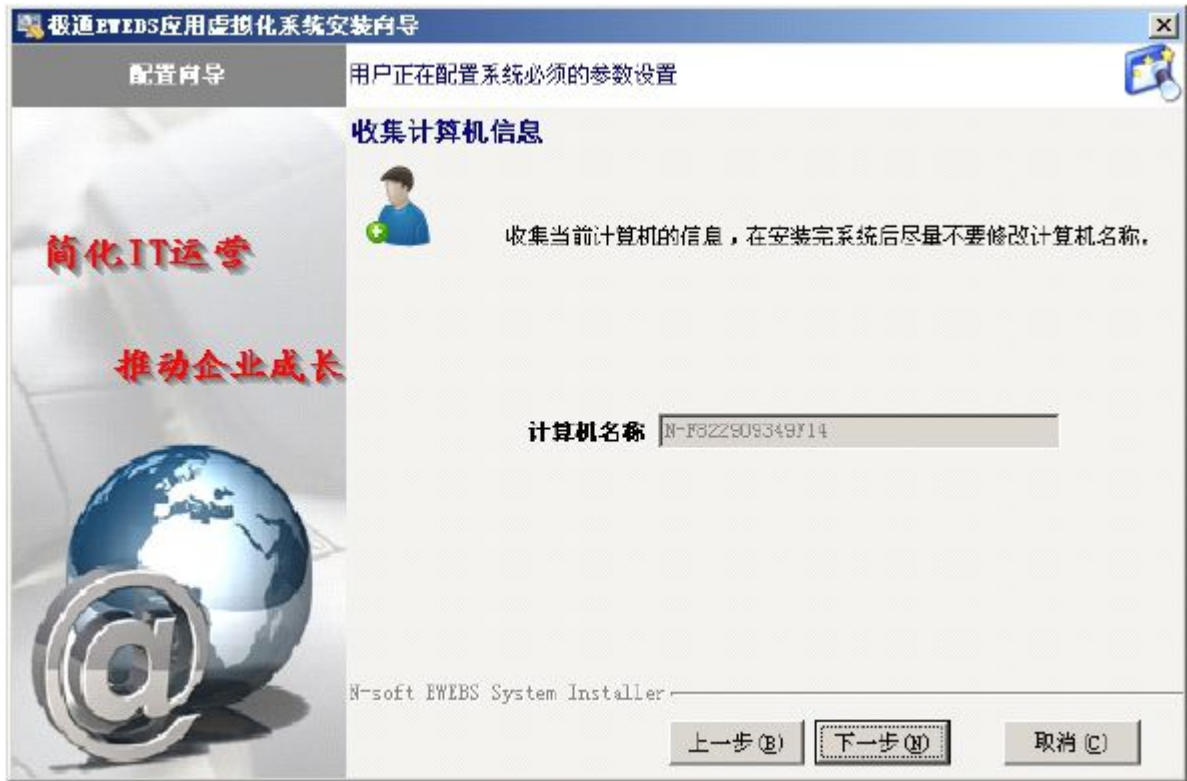 极通EWEBS应用虚拟化系统安装向导
配置向导
用户正在配置系统必须的参数设置
收集计算机信息
收集当前计算机的信息，在安装完系统后尽量不要修改计算机名称。
简化IT运营
推动企业成长
计算机名称 N-F822909349F14
N-soft EWEBS System Installer
上一步(B) 下一步(N) 取消(C)